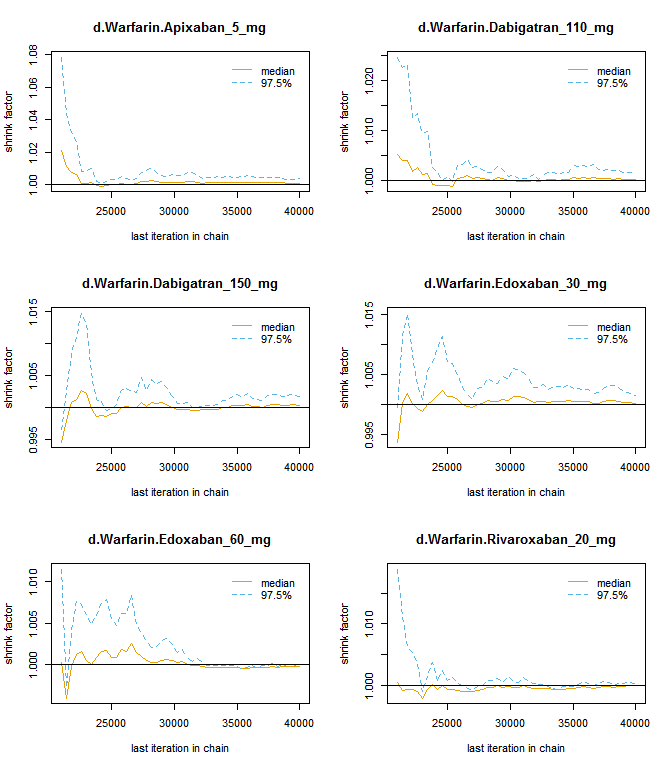 d.Warfarin.Apixaban_5_mg
shrink factor
1.00 1.02 1.04 1.06 1.08
median
97.5%
25000 30000 35000 40000
last iteration in chain
d.Warfarin.Dabigatran_110_mg
shrink factor
1.000 1.010 1.020
median
97.5%
25000 30000 35000 40000
last iteration in chain
d.Warfarin.Dabigatran_150_mg
shrink factor
0.995 1.005 1.015
median
97.5%
25000 30000 35000 40000
last iteration in chain
d.Warfarin.Edoxaban_30_mg
shrink factor
0.995 1.005 1.015
median
97.5%
25000 30000 35000 40000
last iteration in chain
d.Warfarin.Edoxaban_60_mg
shrink factor
1.000 1.005 1.010
median
97.5%
25000 30000 35000 40000
last iteration in chain
d.Warfarin.Rivaroxaban_20_mg
shrink factor
1.000 1.010
median
97.5%
25000 30000 35000 40000
last iteration in chain